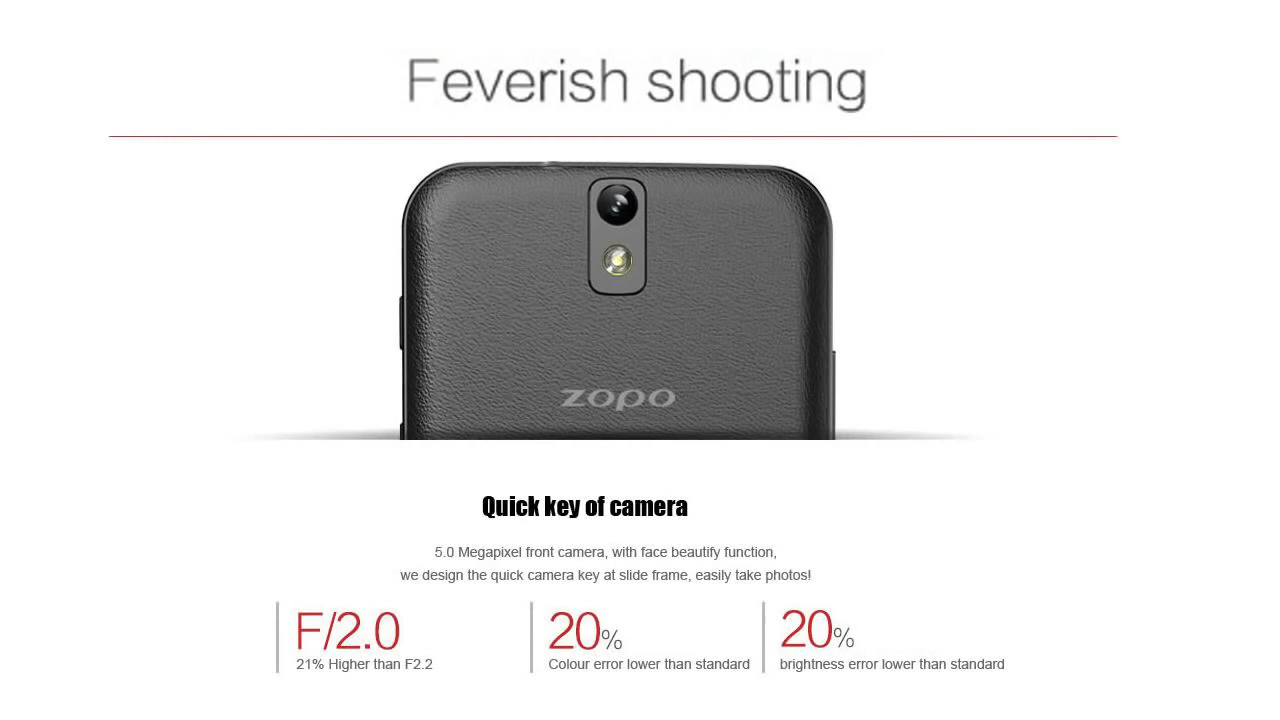 Feverish shooting
zopo
Quick key of camera
5.0 Megapixel front camera, with face beautify function,
we design the quick camera key at slide frame, easily take photos!
F/2.0
21% Higher than F2.2
20%
Colour error lower than standard
20%
brightness error lower than standard